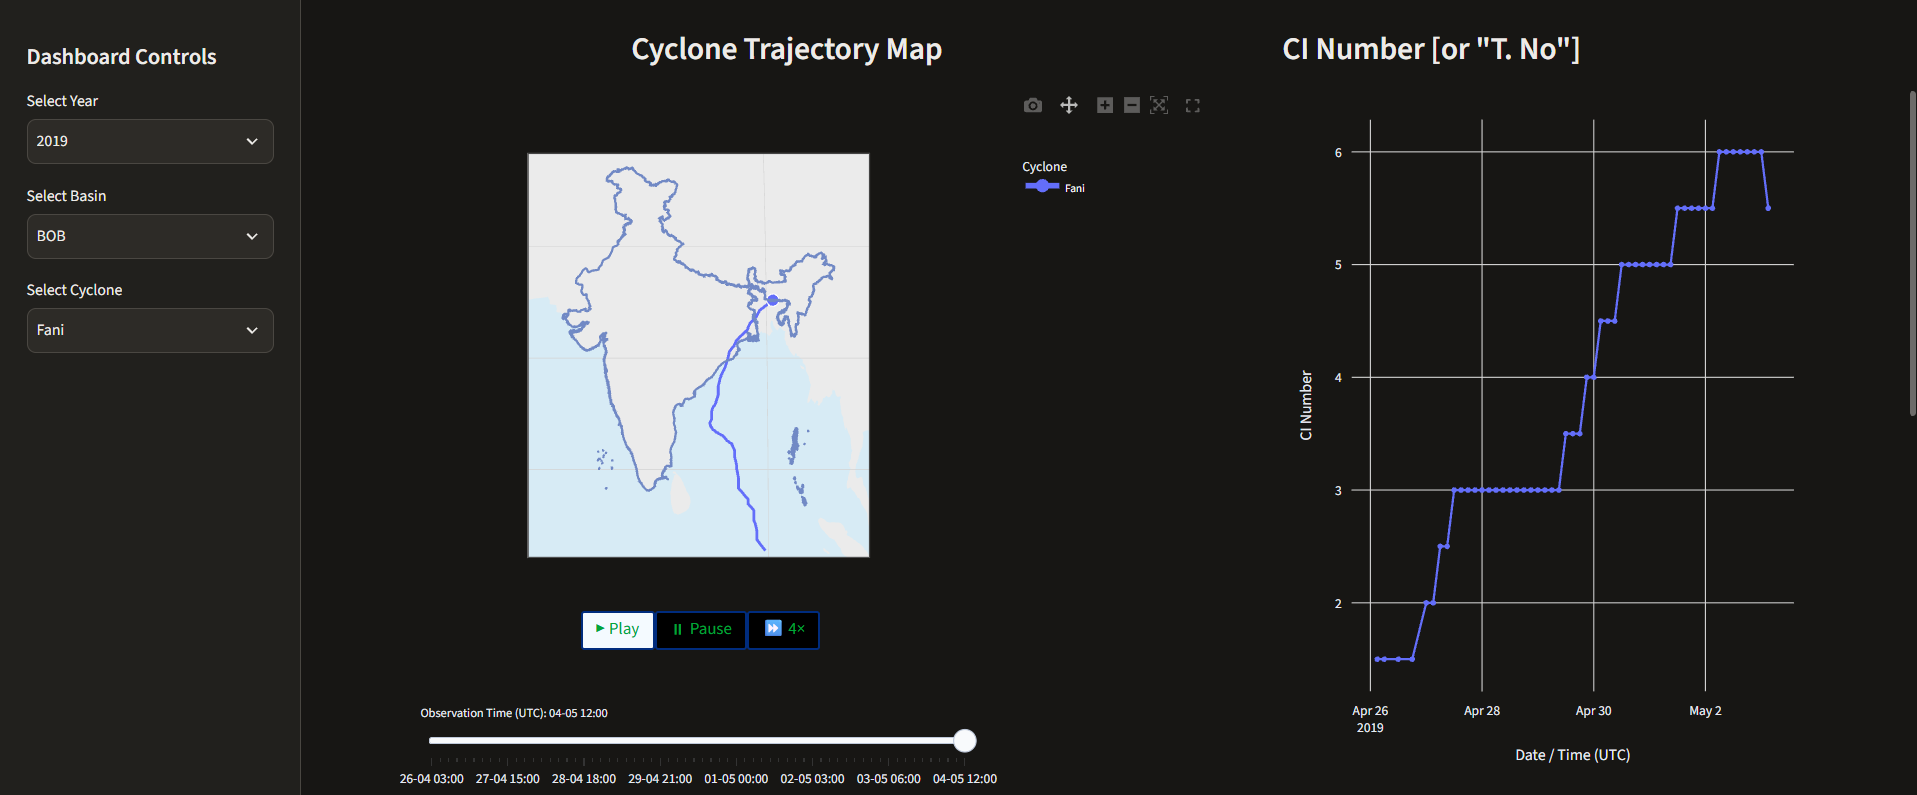 Dashboard Controls
Select Year
2019
Select Basin
BOB
Select Cyclone
Fani
Cyclone Trajectory Map
Cyclone
Fani
Play
Pause
4×
Observation Time (UTC): 04-05 12:00
26-04 03:00 27-04 15:00 28-04 18:00 29-04 21:00 01-05 00:00 02-05 03:00 03-05 06:00 04-05 12:00
CI Number [or "T. No"]
CI Number
6
5
4
3
2
Apr 26 Apr 28 Apr 30 May 2
2019
Date / Time (UTC)